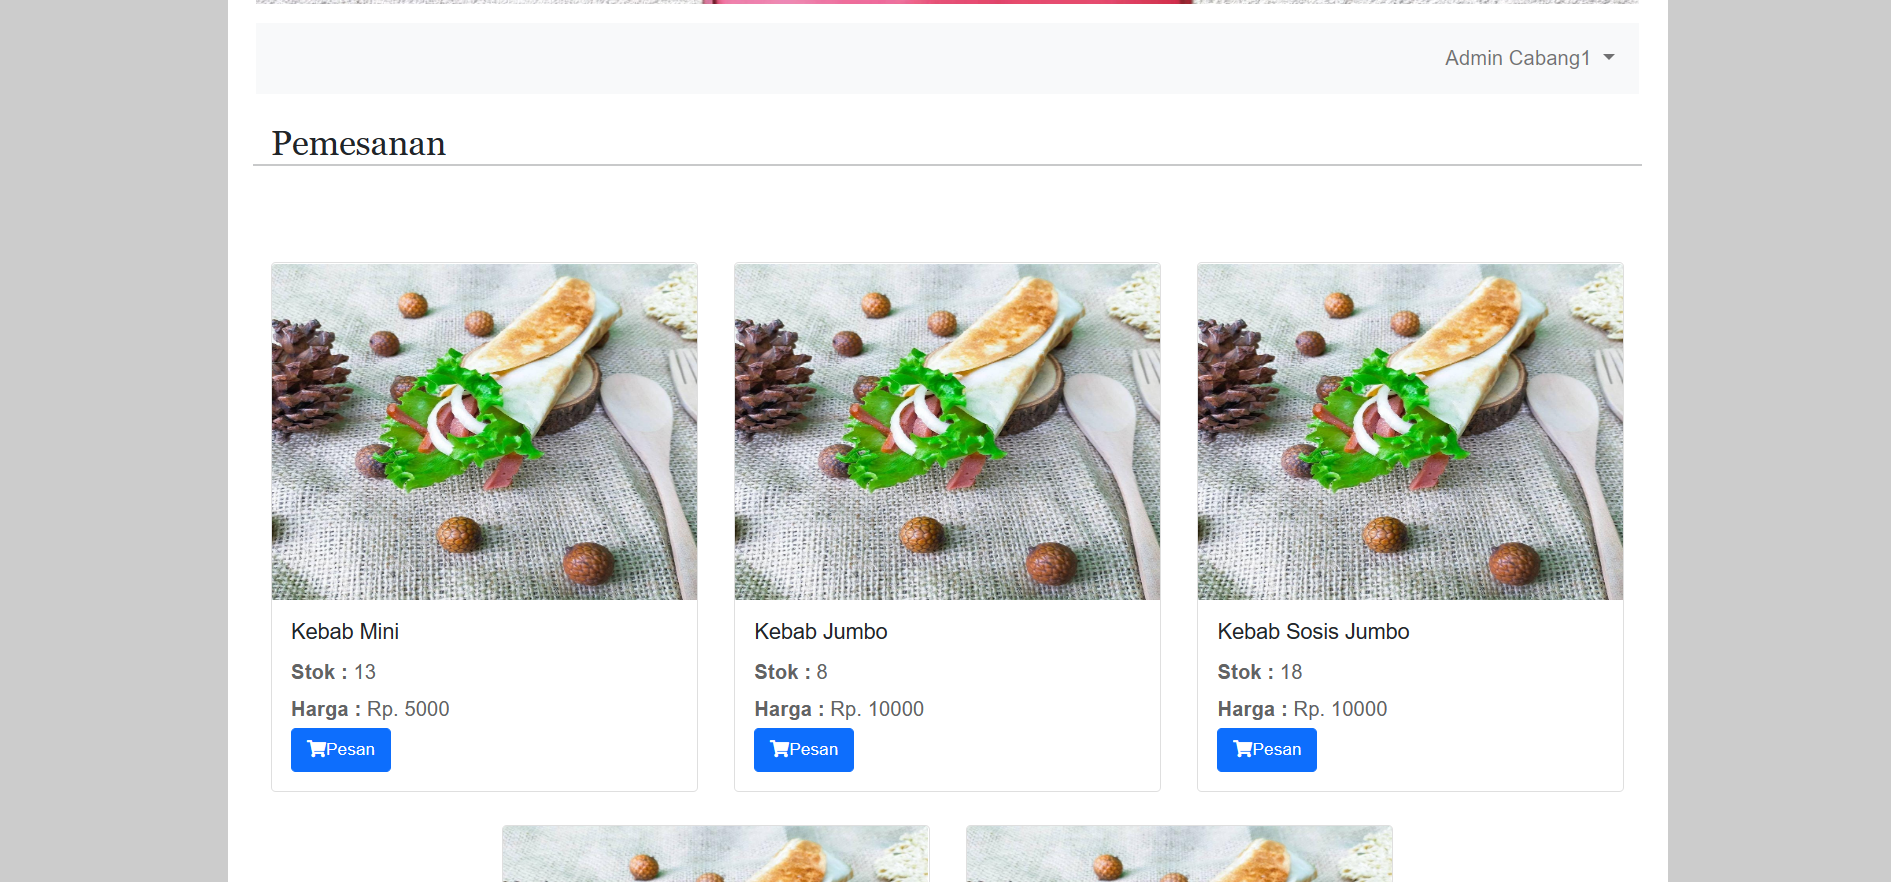 Admin Cabang1
Pemesanan
Kebab Mini
Stok : 13
Harga : Rp. 5000
Pesan
Kebab Jumbo
Stok : 8
Harga : Rp. 10000
Pesan
Kebab Sosis Jumbo
Stok : 18
Harga : Rp. 10000
Pesan